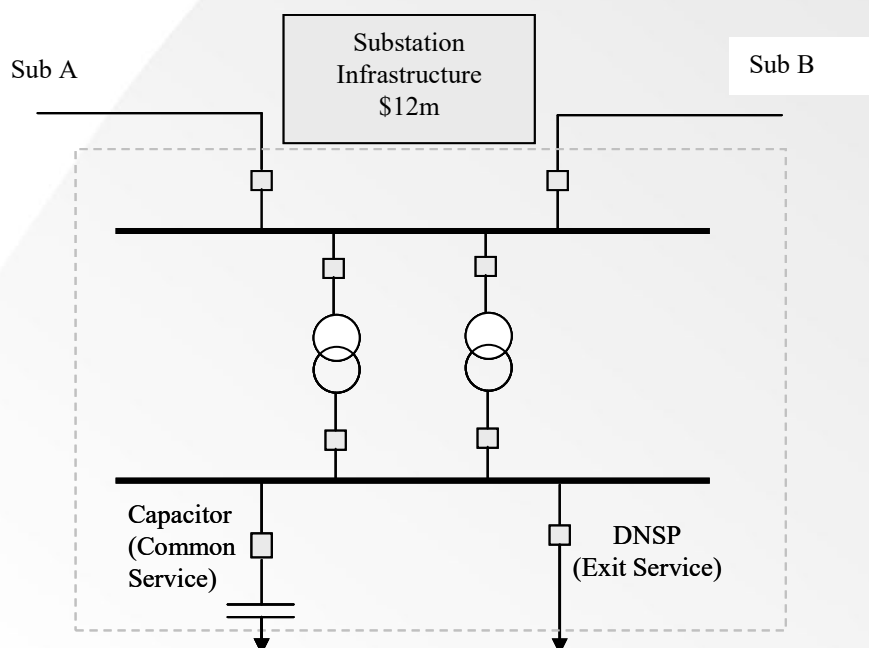 Substation
Infrastructure
$12m
Sub A
Sub B
Capacitor
(Common
Service)
DNSP
(Exit Service)